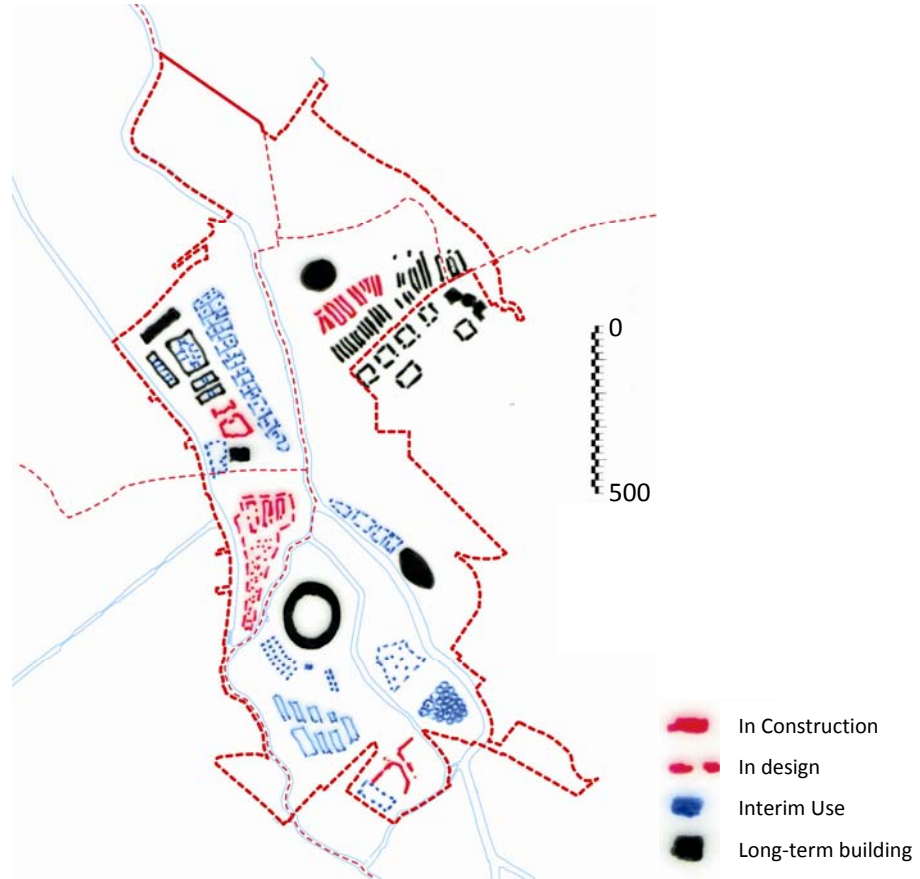 0
500
In Construction
In design
Interim Use
Long-term building